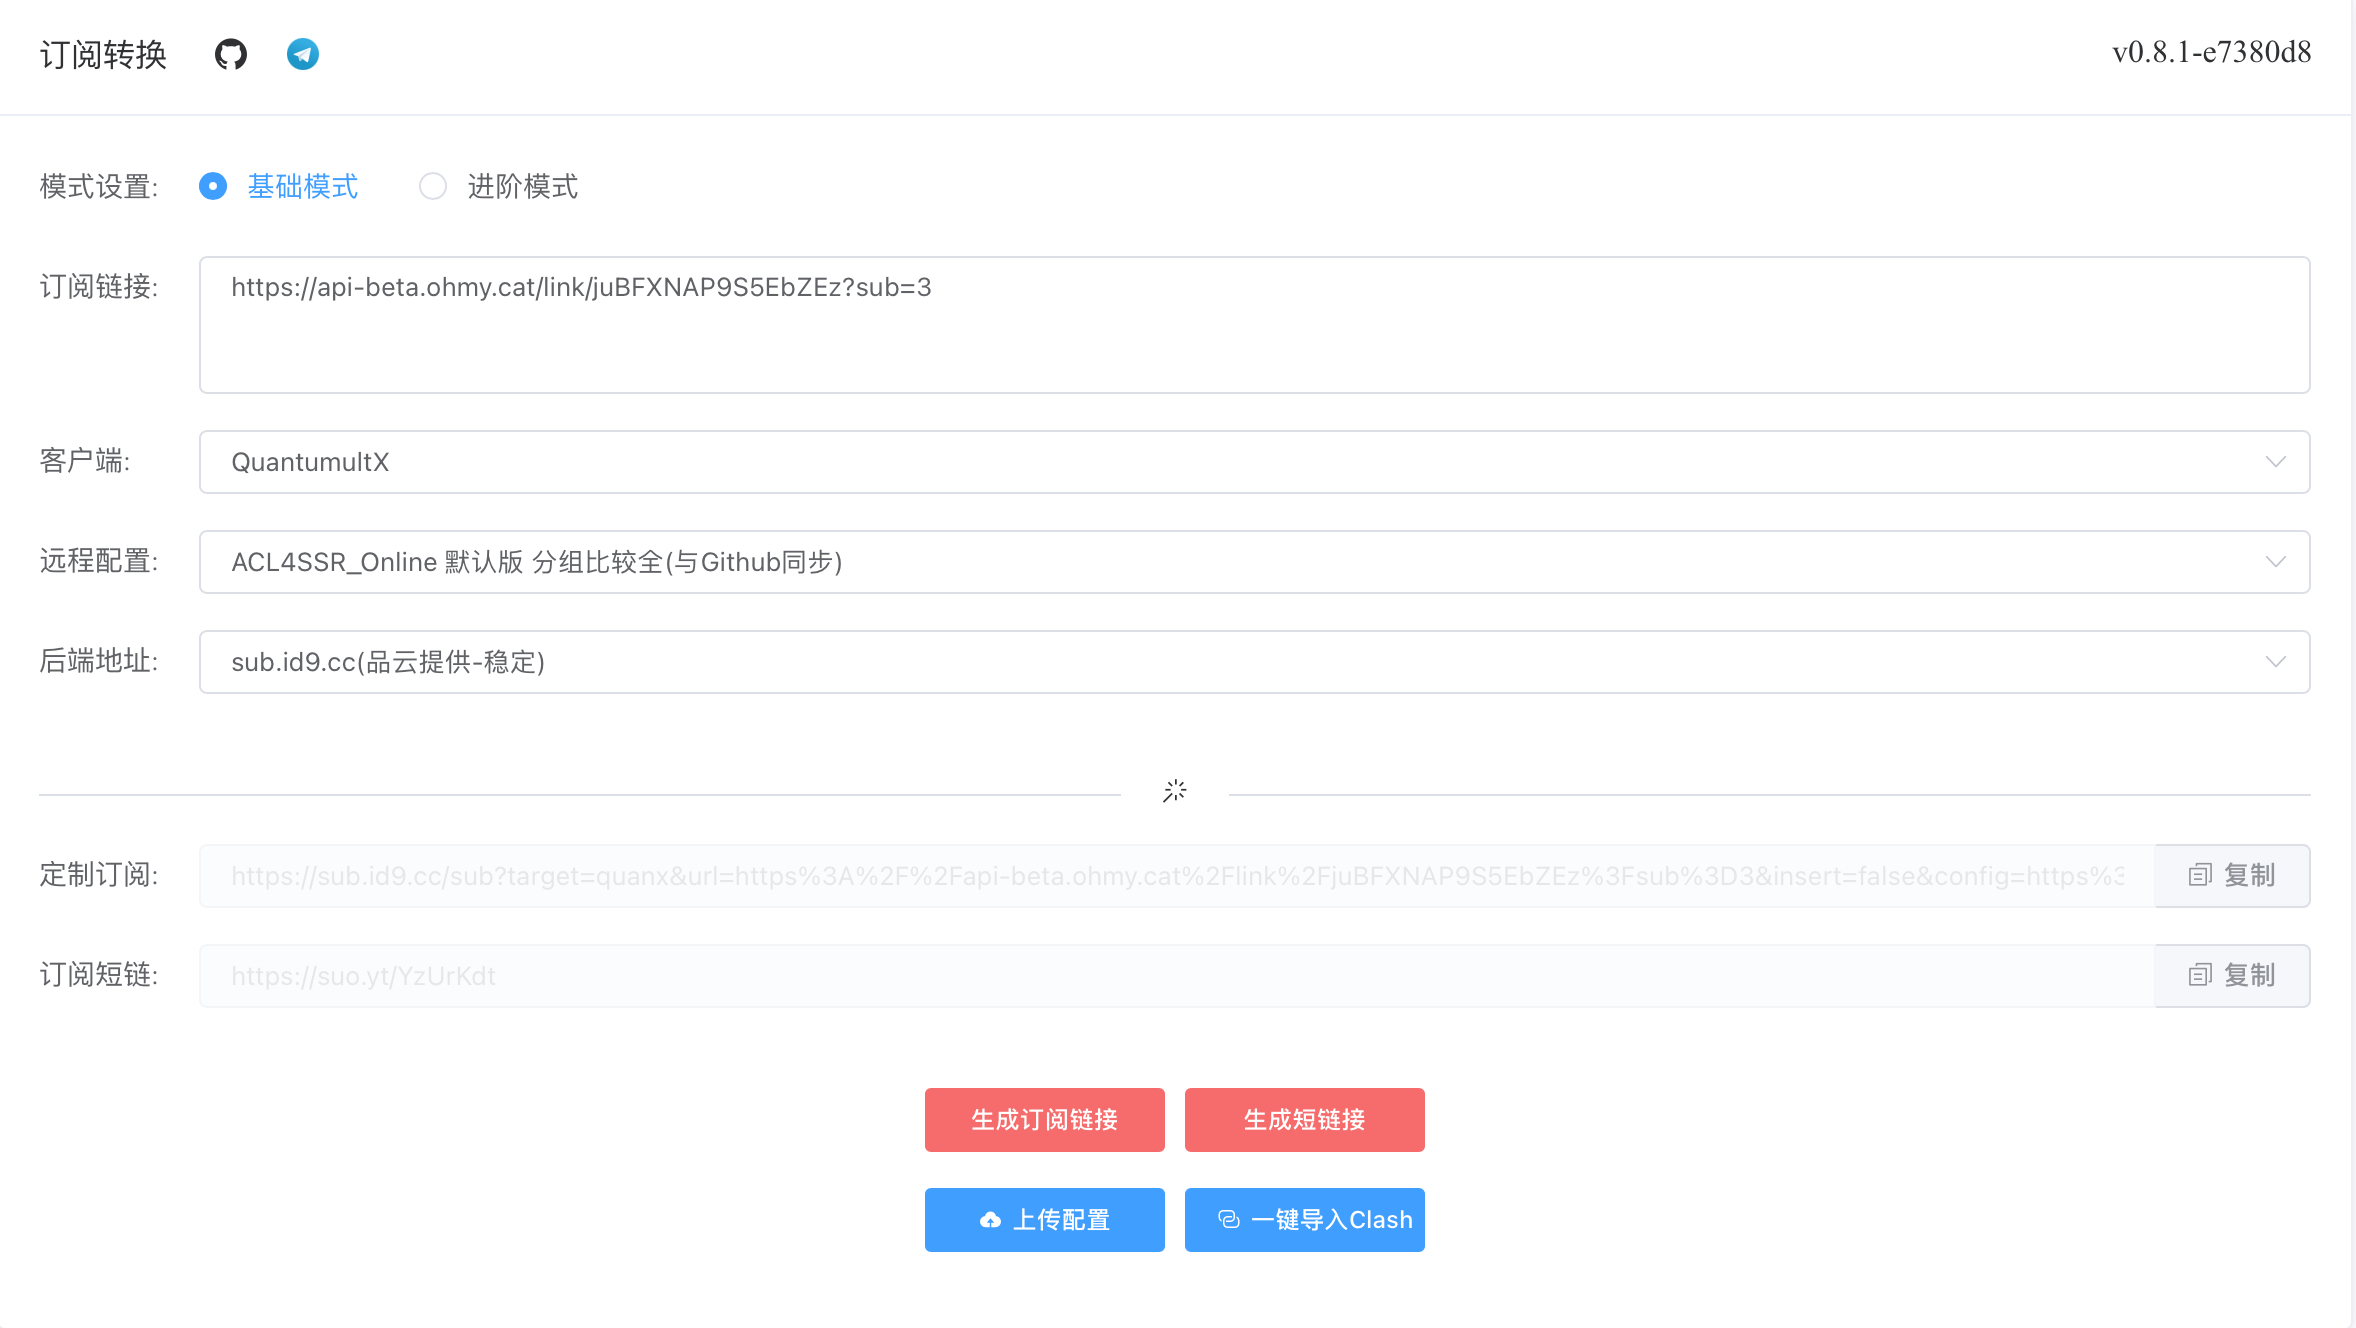 订阅转换
v0.8.1-e7380d8
模式设置: 基础模式 进阶模式
订阅链接: https://api-beta.ohmy.cat/link/juBFXNAP9S5EbZEz?sub=3
客户端: QuantumultX
远程配置: ACL4SSR_Online 默认版 分组比较全(与Github同步)
后端地址: sub.id9.cc(品云提供-稳定)
定制订阅: https://sub.id9.cc/sub?target=quanx&url=https%3A%2F%2Fapi-beta.ohmy.cat%2Flink%2FjuBFXNAP9S5EbZEz%3Fsub%3D3&insert=false&config=https%3 复制
订阅短链: https://suo.yt/YzUrKdt 复制
生成订阅链接 生成短链接
上传配置 一键导入Clash